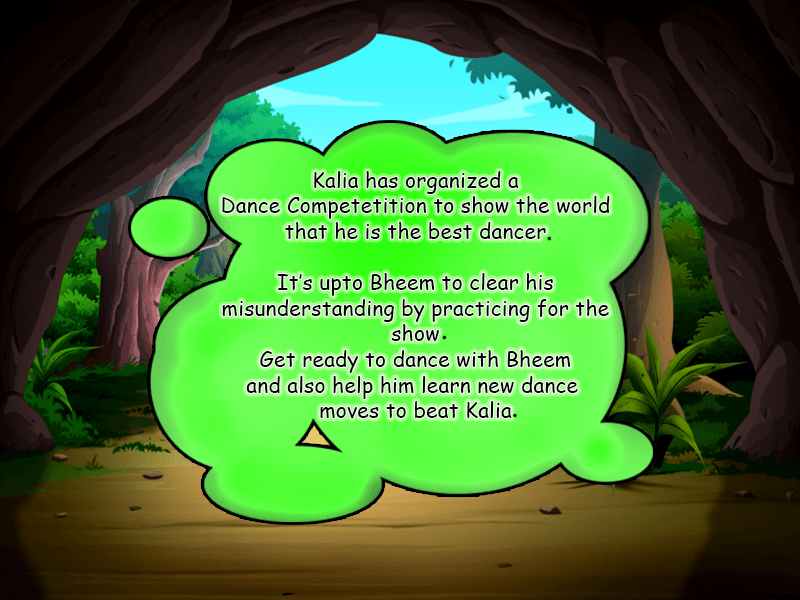 Kalia has organized a
Dance Competetition to show the world
that he is the best dancer.
It's upto Bheem to clear his
misunderstanding by practicing for the
show.
Get ready to dance with Bheem
and also help him learn new dance
moves to beat Kalia.